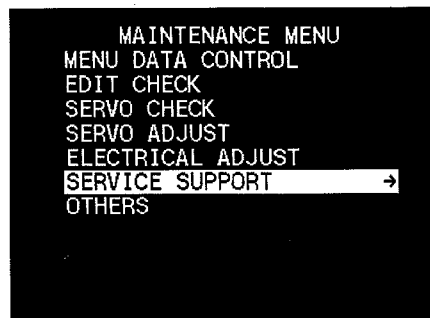 MAINTENANCE MENU
MENU DATA CONTROL
EDIT CHECK
SERVO CHECK
SERVO ADJUST
ELECTRICAL ADJUST
SERVICE SUPPORT →
OTHERS